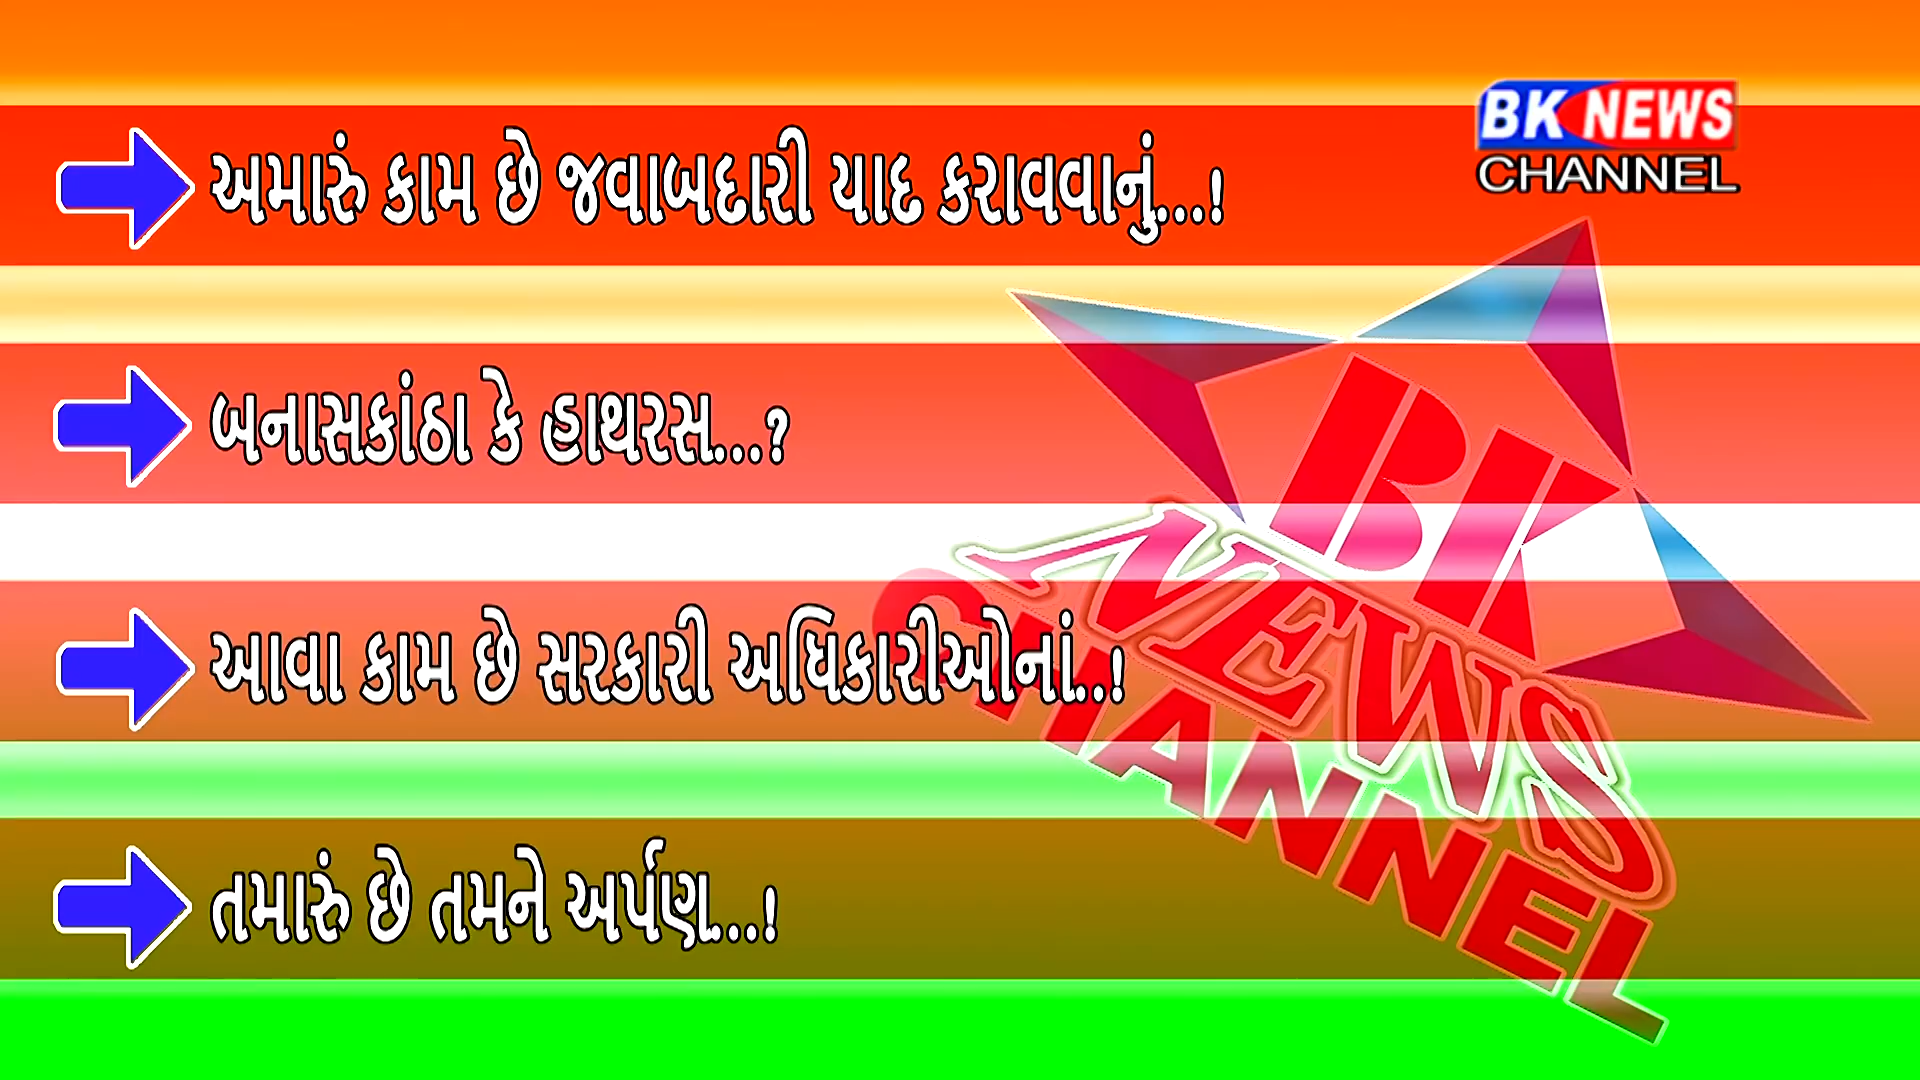 BK NEWS
CHANNEL
અમારું કામ છે જવાબદારી યાદ કરાવવાનું...!
બનાસકાંઠા કે હાથરસ...?
આવા કામ છે સરકારી અધિકારીઓનાં..!
તમારું છે તમને અર્પણ...!
BK
NEWS
CHANNEL